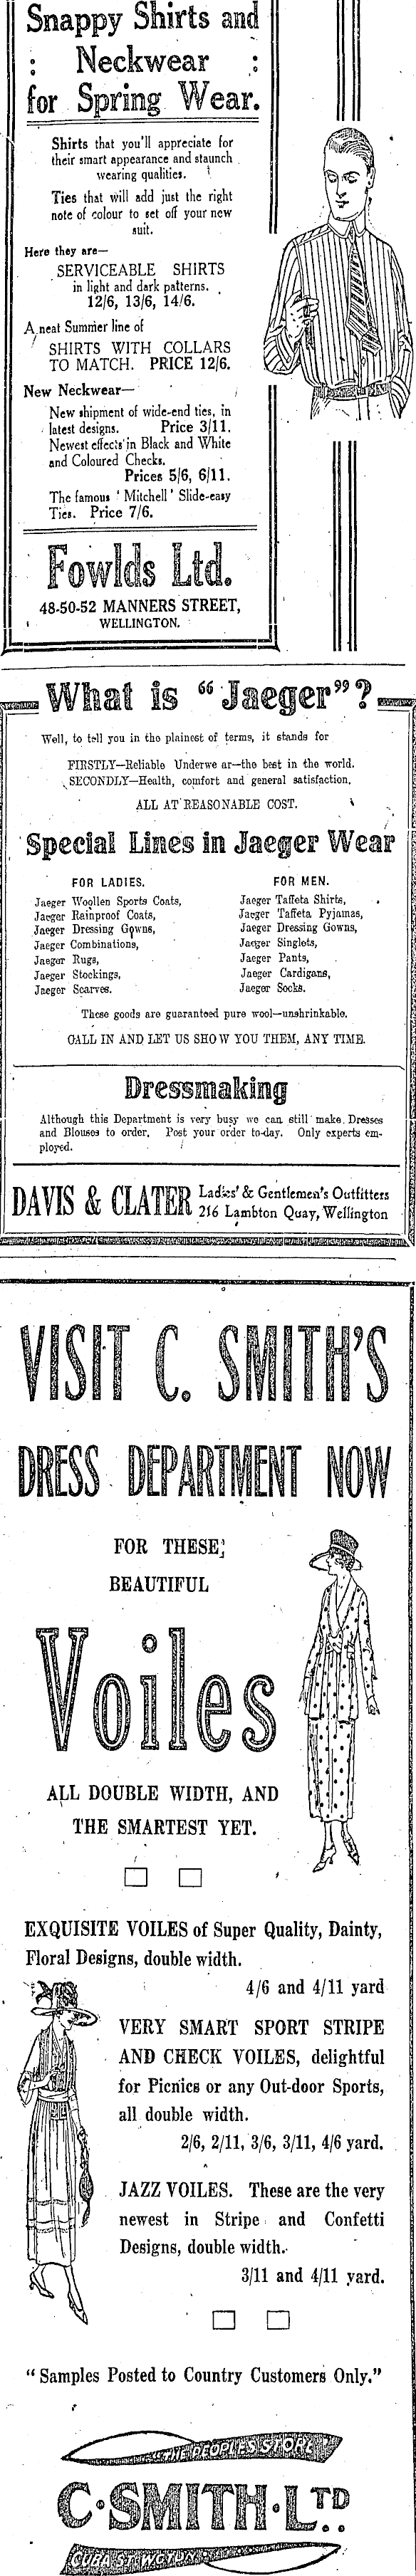 Snappy Shirts and
: Neckwear :
for Spring Wear.
Shirts that you'll appreciate for
their smart appearance and staunch
wearing qualities.
Ties that will add just the right
note of colour to set off your new
suit.
Here they are—
SERVICEABLE SHIRTS
in light and dark patterns.
12/6, 13/6, 14/6.
A neat Summer line of
SHIRTS WITH COLLARS
TO MATCH. PRICE 12/6.
New Neckwear—
New shipment of wide-end ties, in
latest designs. Price 3/11.
Newest effects in Black and White
and Coloured Checks.
Prices 5/6, 6/11.
The famous 'Mitchell' Slide-easy
Ties. Price 7/6.
Fowlds Ltd.
48-50-52 MANNERS STREET,
WELLINGTON.
What is "Jaeger"?
Well, to tell you in the plainest of terms, it stands for
FIRSTLY—Reliable Underwe ar—the best in the world.
SECONDLY—Health, comfort and general satisfaction.
ALL AT REASONABLE COST.
Special Lines in Jaeger Wear
FOR LADIES.
Jaeger Woollen Sports Coats,
Jaeger Rainproof Coats,
Jaeger Dressing Gowns,
Jaeger Combinations,
Jaeger Rugs,
Jaeger Stockings,
Jaeger Scarves.
FOR MEN.
Jaeger Taffeta Shirts,
Jaeger Taffeta Pyjamas,
Jaeger Dressing Gowns,
Jaeger Singlets,
Jaeger Pants,
Jaeger Cardigans,
Jaeger Socks.
These goods are guaranteed pure wool—unshrinkable.
CALL IN AND LET US SHOW YOU THEM, ANY TIME.
Dressmaking
Although this Department is very busy we can still make Dresses
and Blouses to order. Post your order to-day. Only experts em-
ployed.
DAVIS & CLATER
Ladies' & Gentlemen's Outfitters
216 Lambton Quay, Wellington
VISIT C. SMITH'S
DRESS DEPARTMENT NOW
FOR THESE
BEAUTIFUL
Voiles
ALL DOUBLE WIDTH, AND
THE SMARTEST YET.
EXQUISITE VOILES of Super Quality, Dainty,
Floral Designs, double width.
4/6 and 4/11 yard
VERY SMART SPORT STRIPE
AND CHECK VOILES, delightful
for Picnics or any Out-door Sports,
all double width.
2/6, 2/11, 3/6, 3/11, 4/6 yard.
JAZZ VOILES. These are the very
newest in Stripe and Confetti
Designs, double width.
3/11 and 4/11 yard.
"Samples Posted to Country Customers Only."
"THE PEOPLES STORE"
C. SMITH. LTD
CUBA ST. WGTON.